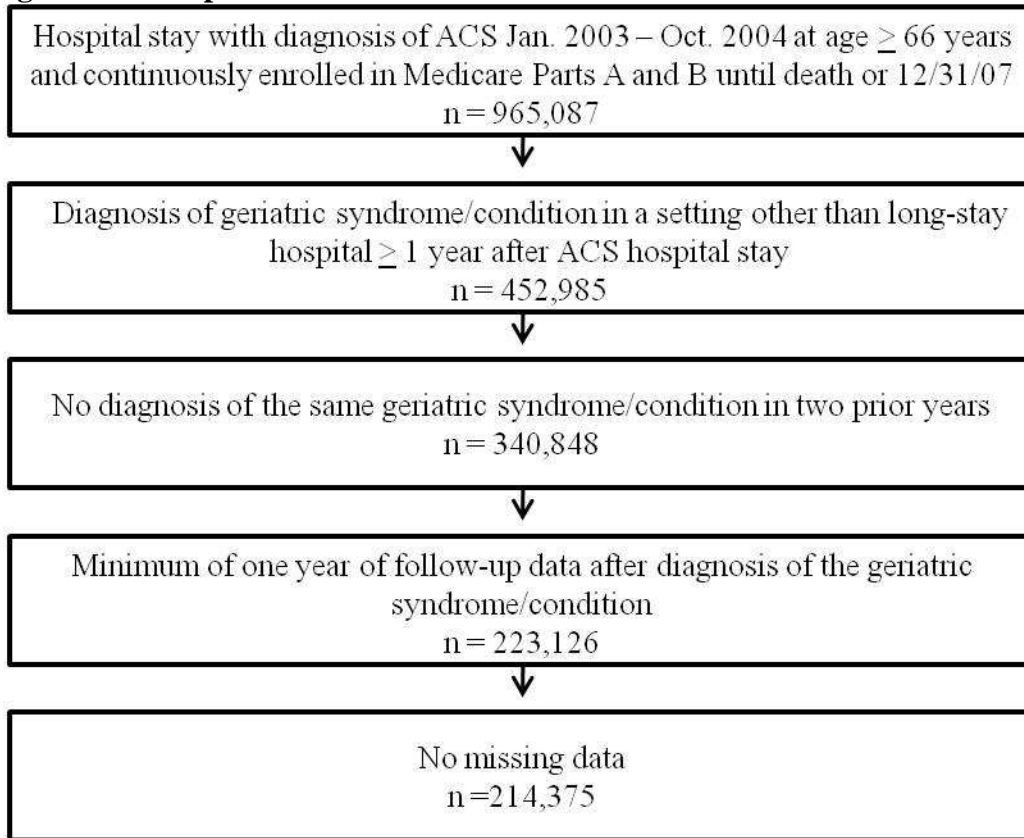 Hospital stay with diagnosis of ACS Jan. 2003 – Oct. 2004 at age ≥ 66 years
and continuously enrolled in Medicare Parts A and B until death or 12/31/07
n = 965,087
Diagnosis of geriatric syndrome/condition in a setting other than long-stay
hospital ≥ 1 year after ACS hospital stay
n = 452,985
No diagnosis of the same geriatric syndrome/condition in two prior years
n = 340,848
Minimum of one year of follow-up data after diagnosis of the geriatric
syndrome/condition
n = 223,126
No missing data
n =214,375